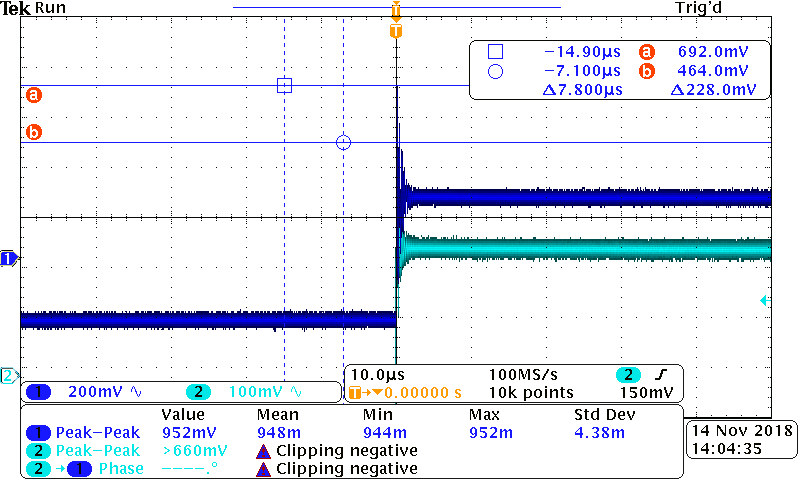 Tek Run Trig'd
T
T
−14.90µs a 692.0mV
−7.100µs b 464.0mV
Δ7.800µs Δ228.0mV
a
b
1
2
1 200mV ∿ 2 100mV ∿
10.0µs 100MS/s 2 ʃ
T→▼0.00000 s 10k points 150mV
Value Mean Min Max Std Dev
1 Peak−Peak 952mV 948m 944m 952m 4.38m
2 Peak−Peak >660mV Clipping negative
2 → 1 Phase −−−−.° Clipping negative
14 Nov 2018
14:04:35